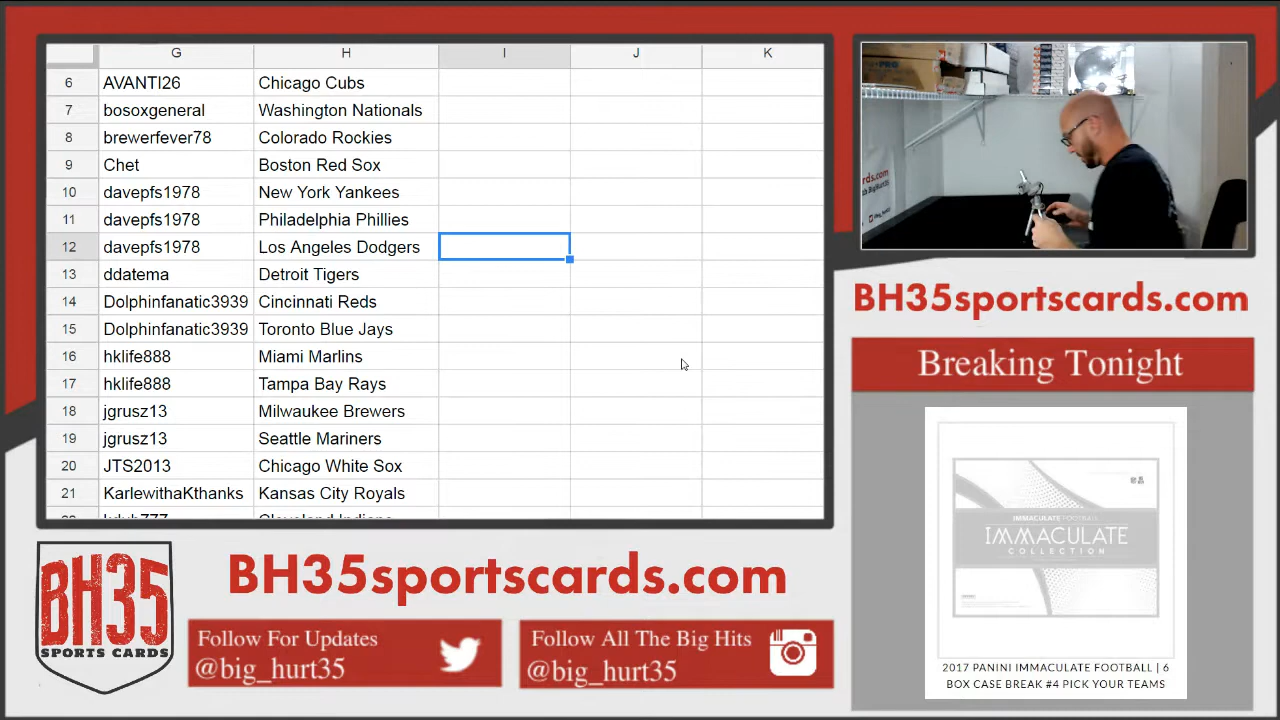 G H I J K
6 AVANTI26 Chicago Cubs
7 bosoxgeneral Washington Nationals
8 brewerfever78 Colorado Rockies
9 Chet Boston Red Sox
10 davepfs1978 New York Yankees
11 davepfs1978 Philadelphia Phillies
12 davepfs1978 Los Angeles Dodgers
13 ddatema Detroit Tigers
14 Dolphinfanatic3939 Cincinnati Reds
15 Dolphinfanatic3939 Toronto Blue Jays
16 hklife888 Miami Marlins
17 hklife888 Tampa Bay Rays
18 jgrusz13 Milwaukee Brewers
19 jgrusz13 Seattle Mariners
20 JTS2013 Chicago White Sox
21 KarlewithaKthanks Kansas City Royals
BH35sportscards.com
Breaking Tonight
IMMACULATE FOOTBALL
IMMACULATE
COLLECTION
2017 PANINI IMMACULATE FOOTBALL | 6
BOX CASE BREAK #4 PICK YOUR TEAMS
BH35
SPORTS CARDS
BH35sportscards.com
Follow For Updates
@big_hurt35
Follow All The Big Hits
@big_hurt35